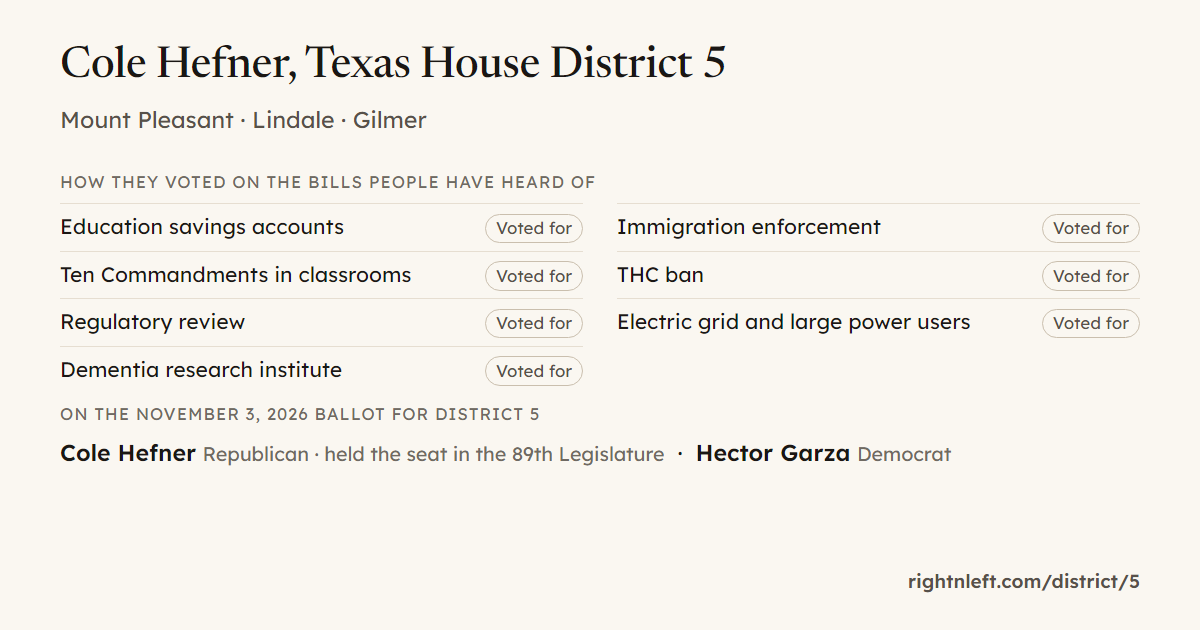 Cole Hefner, Texas House District 5
Mount Pleasant · Lindale · Gilmer
HOW THEY VOTED ON THE BILLS PEOPLE HAVE HEARD OF
Education savings accounts Voted for
Ten Commandments in classrooms Voted for
Regulatory review Voted for
Dementia research institute Voted for
Immigration enforcement Voted for
THC ban Voted for
Electric grid and large power users Voted for
ON THE NOVEMBER 3, 2026 BALLOT FOR DISTRICT 5
Cole Hefner Republican · held the seat in the 89th Legislature · Hector Garza Democrat
rightnleft.com/district/5